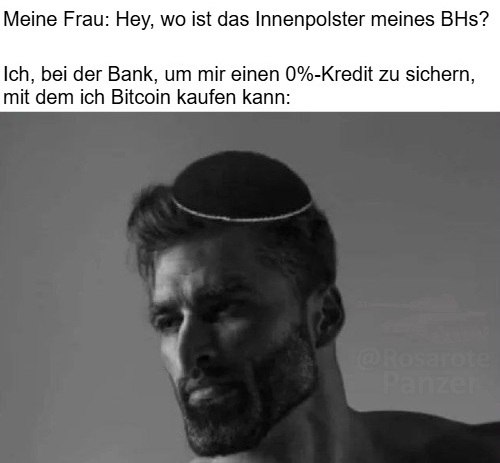 Meine Frau: Hey, wo ist das Innenpolster meines BHs?
Ich, bei der Bank, um mir einen 0%-Kredit zu sichern,
mit dem ich Bitcoin kaufen kann:
@Rosarote
Panzer